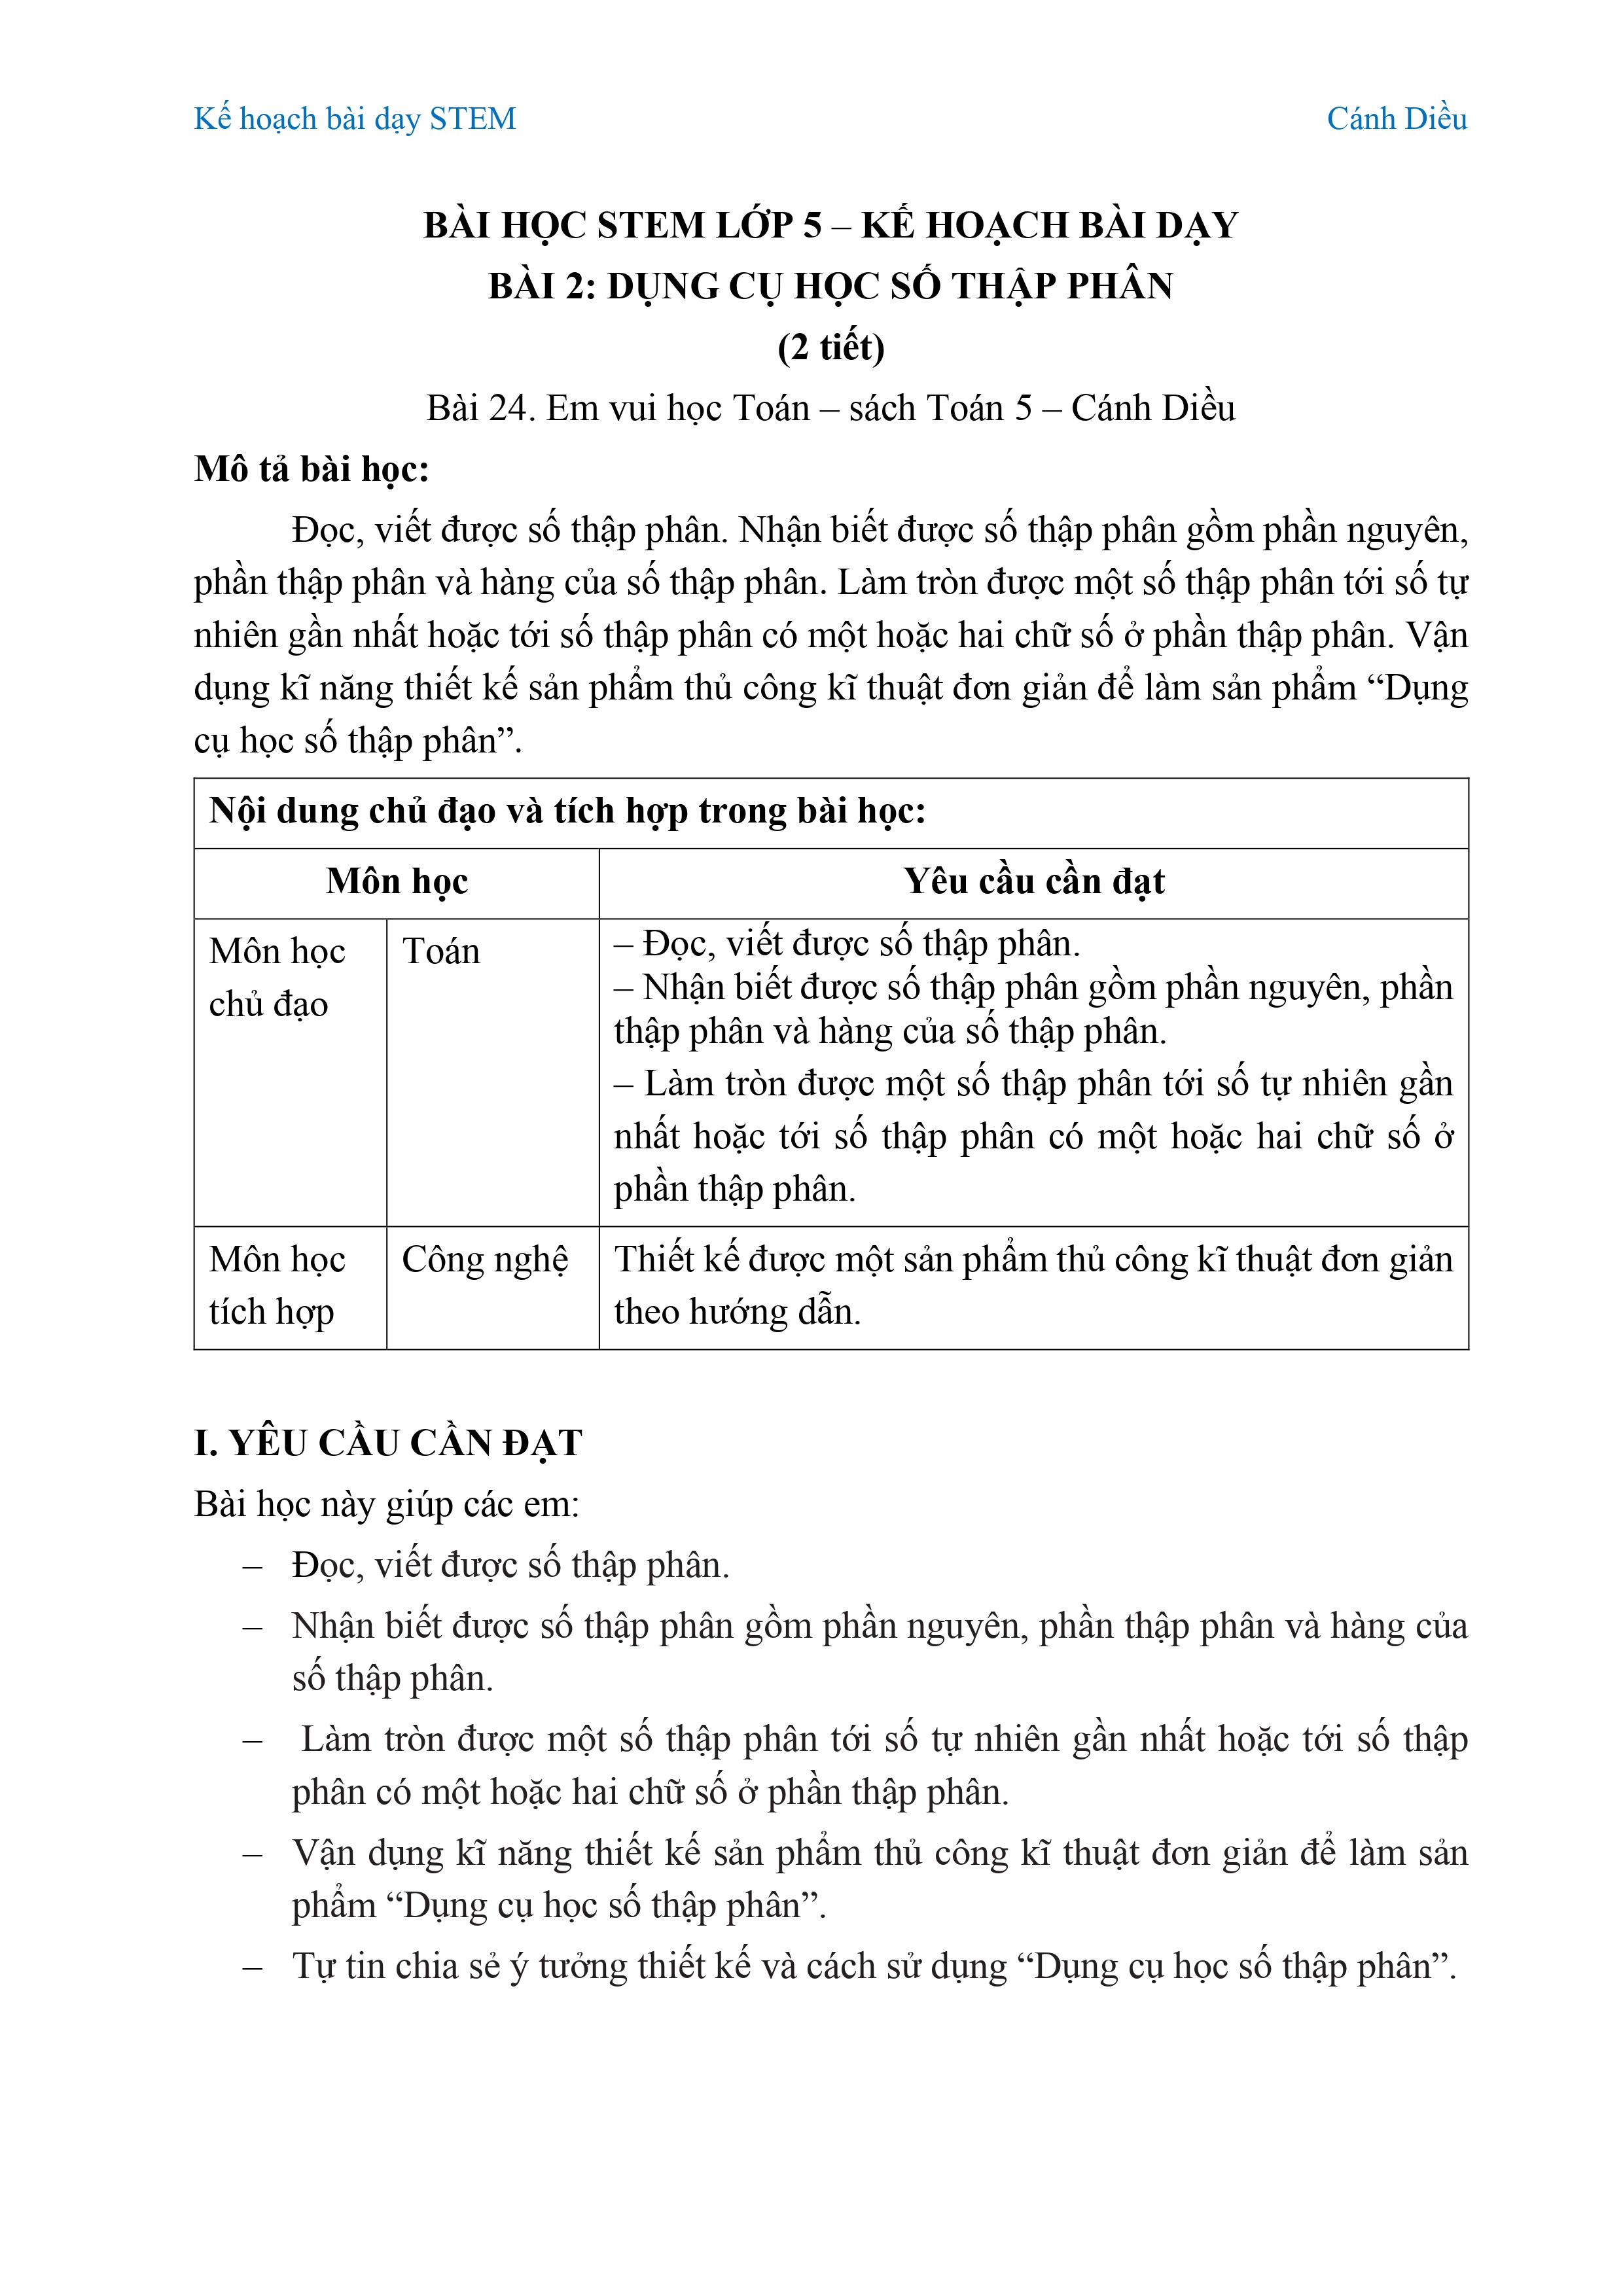 Kế hoạch bài dạy STEM
Cánh Diều
BÀI HỌC STEM LỚP 5 – KẾ HOẠCH BÀI DẠY
BÀI 2: DỤNG CỤ HỌC SỐ THẬP PHÂN
(2 tiết)
Bài 24. Em vui học Toán – sách Toán 5 – Cánh Diều
Mô tả bài học:
Đọc, viết được số thập phân. Nhận biết được số thập phân gồm phần nguyên,
phần thập phân và hàng của số thập phân. Làm tròn được một số thập phân tới số tự
nhiên gần nhất hoặc tới số thập phân có một hoặc hai chữ số ở phần thập phân. Vận
dụng kĩ năng thiết kế sản phẩm thủ công kĩ thuật đơn giản để làm sản phẩm “Dụng
cụ học số thập phân”.
Nội dung chủ đạo và tích hợp trong bài học:
Môn học
Yêu cầu cần đạt
Môn học
chủ đạo
Toán
– Đọc, viết được số thập phân.
– Nhận biết được số thập phân gồm phần nguyên, phần
thập phân và hàng của số thập phân.
– Làm tròn được một số thập phân tới số tự nhiên gần
nhất hoặc tới số thập phân có một hoặc hai chữ số ở
phần thập phân.
Môn học
tích hợp
Công nghệ
Thiết kế được một sản phẩm thủ công kĩ thuật đơn giản
theo hướng dẫn.
I. YÊU CẦU CẦN ĐẠT
Bài học này giúp các em:
– Đọc, viết được số thập phân.
– Nhận biết được số thập phân gồm phần nguyên, phần thập phân và hàng của
số thập phân.
– Làm tròn được một số thập phân tới số tự nhiên gần nhất hoặc tới số thập
phân có một hoặc hai chữ số ở phần thập phân.
– Vận dụng kĩ năng thiết kế sản phẩm thủ công kĩ thuật đơn giản để làm sản
phẩm “Dụng cụ học số thập phân”.
– Tự tin chia sẻ ý tưởng thiết kế và cách sử dụng “Dụng cụ học số thập phân”.